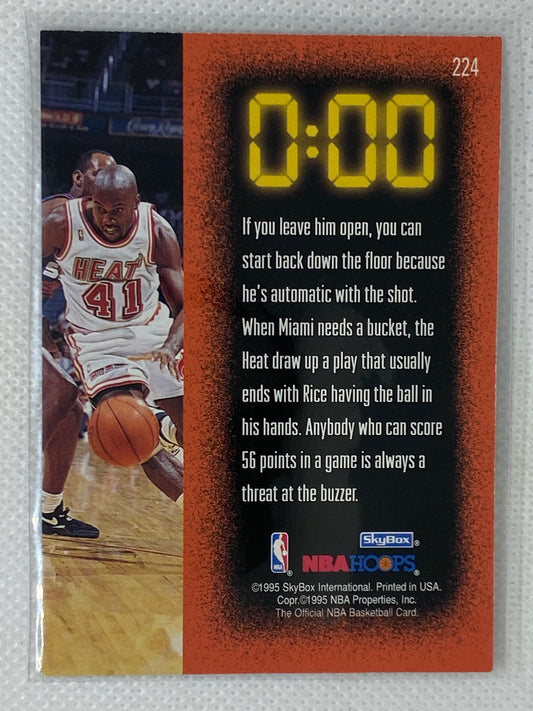 224
0:00
If you leave him open, you can
start back down the floor because
he's automatic with the shot.
When Miami needs a bucket, the
Heat draw up a play that usually
ends with Rice having the ball in
his hands. Anybody who can score
56 points in a game is always a
threat at the buzzer.
HEAT
41
SkyBox®
NBA HOOPS®
©1995 SkyBox International. Printed in USA.
Copr.©1995 NBA Properties, Inc.
The Official NBA Basketball Card.